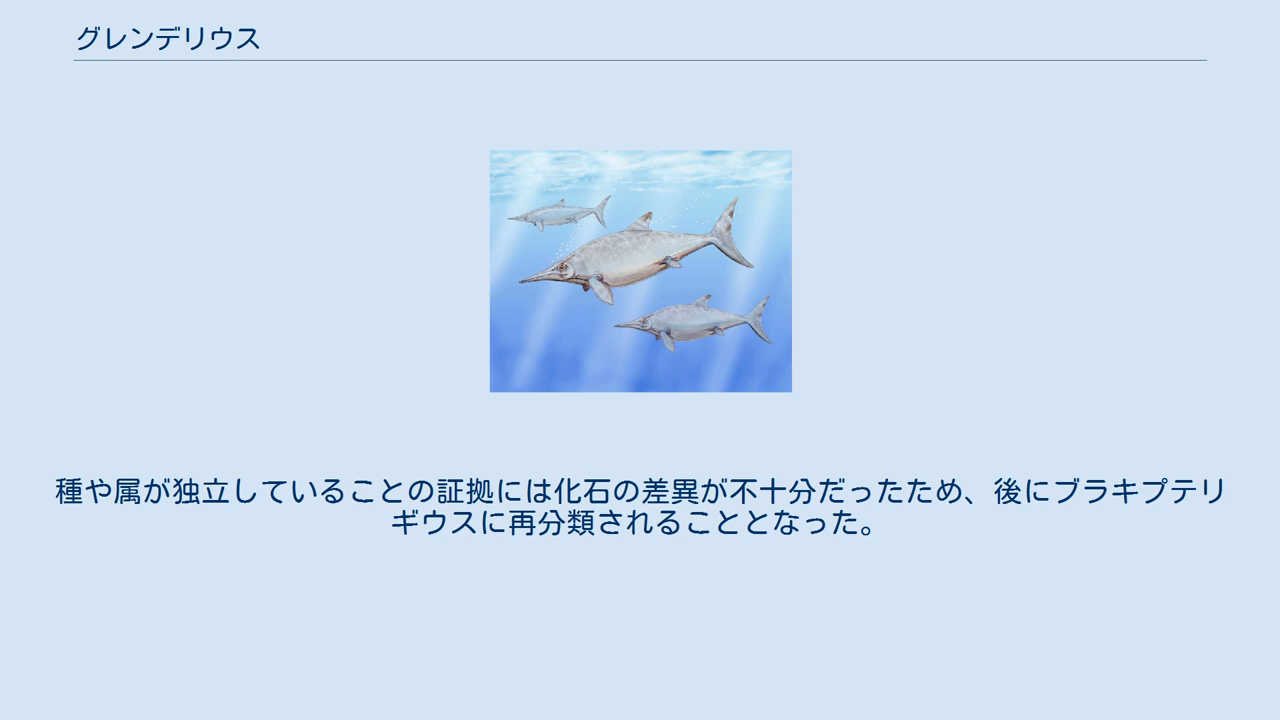 グレンデリウス
種や属が独立していることの証拠には化石の差異が不十分だったため、後にブラキプテリ
ギウスに再分類されることとなった。